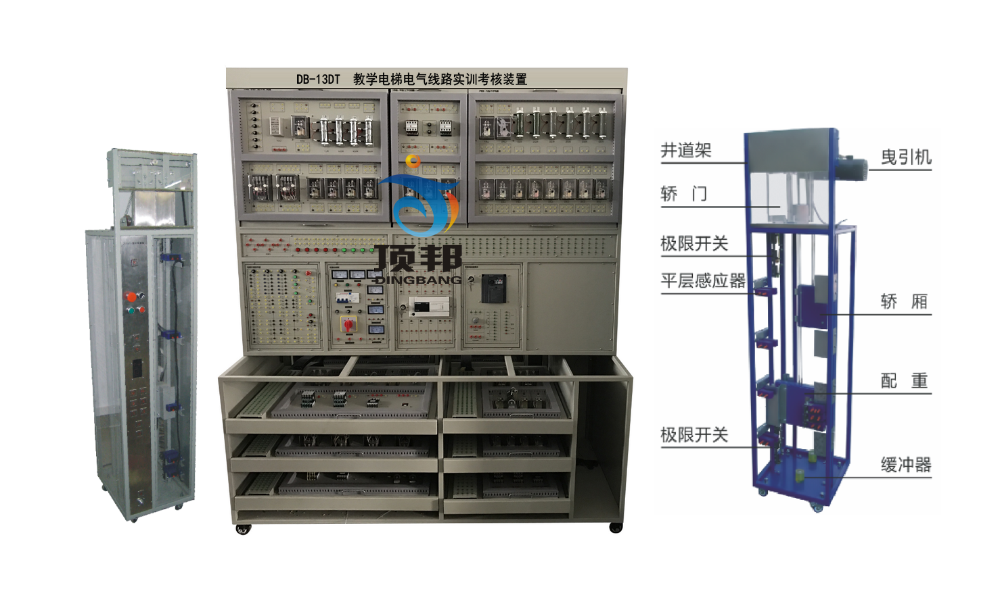 DB-13DT 教学电梯电气线路实训考核装置
顶邦
DINGBANG
井道架
轿 门
极限开关
平层感应器
极限开关
曳引机
轿 厢
配 重
缓冲器